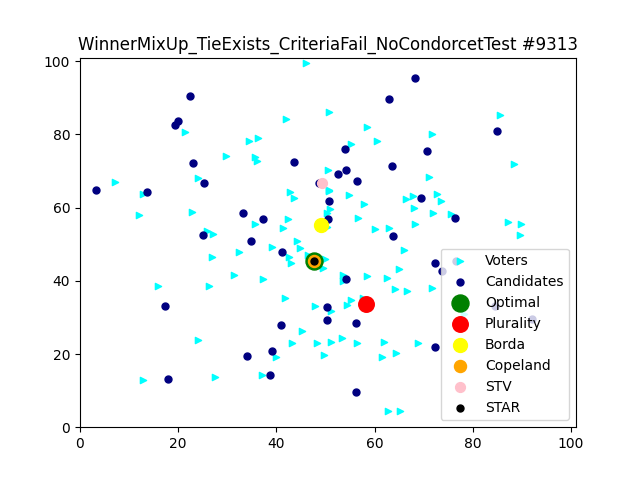 WinnerMixUp_TieExists_CriteriaFail_NoCondorcetTest #9313
100
80
60
40
20
0
0 20 40 60 80 100
Voters
Candidates
Optimal
Plurality
Borda
Copeland
STV
STAR